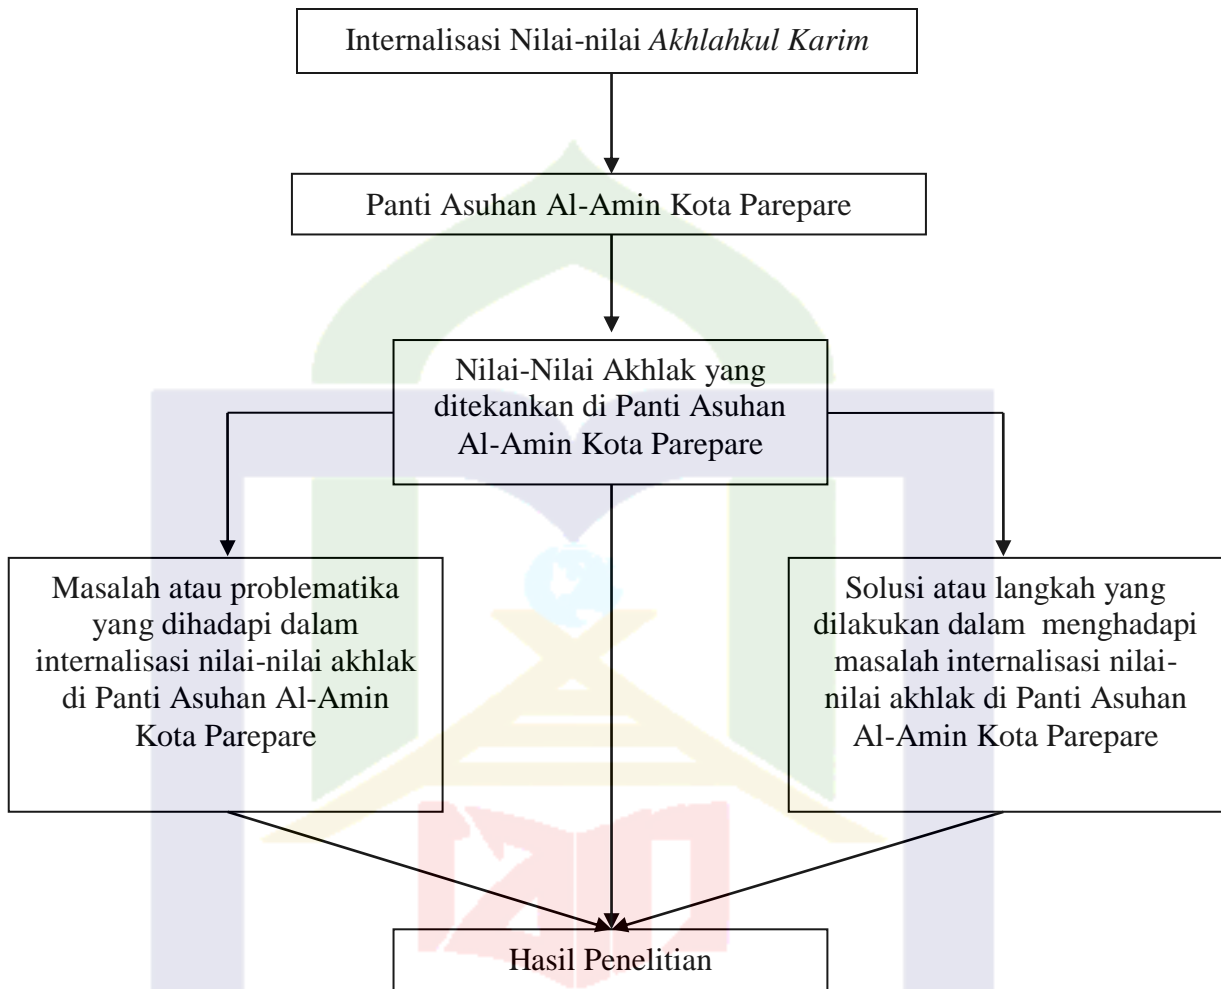 Internalisasi Nilai-nilai Akhlahkul Karim
Panti Asuhan Al-Amin Kota Parepare
Nilai-Nilai Akhlak yang
ditekankan di Panti Asuhan
Al-Amin Kota Parepare
Masalah atau problematika
yang dihadapi dalam
internalisasi nilai-nilai akhlak
di Panti Asuhan Al-Amin
Kota Parepare
Solusi atau langkah yang
dilakukan dalam menghadapi
masalah internalisasi nilai-
nilai akhlak di Panti Asuhan
Al-Amin Kota Parepare
Hasil Penelitian